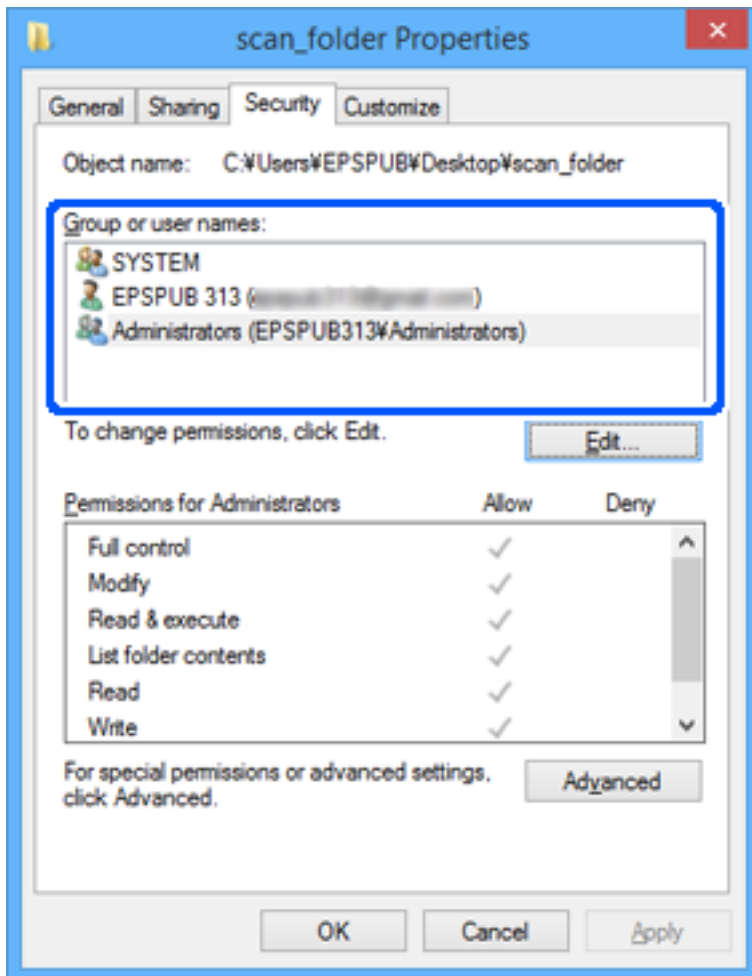 scan_folder Properties
General Sharing Security Customize
Object name: C:¥Users¥EPSPUB¥Desktop¥scan_folder
Group or user names:
SYSTEM
EPSPUB 313 ( )
Administrators (EPSPUB313¥Administrators)
To change permissions, click Edit.
Edit...
Permissions for Administrators Allow Deny
Full control
Modify
Read & execute
List folder contents
Read
Write
For special permissions or advanced settings,
click Advanced.
Advanced
OK Cancel Apply